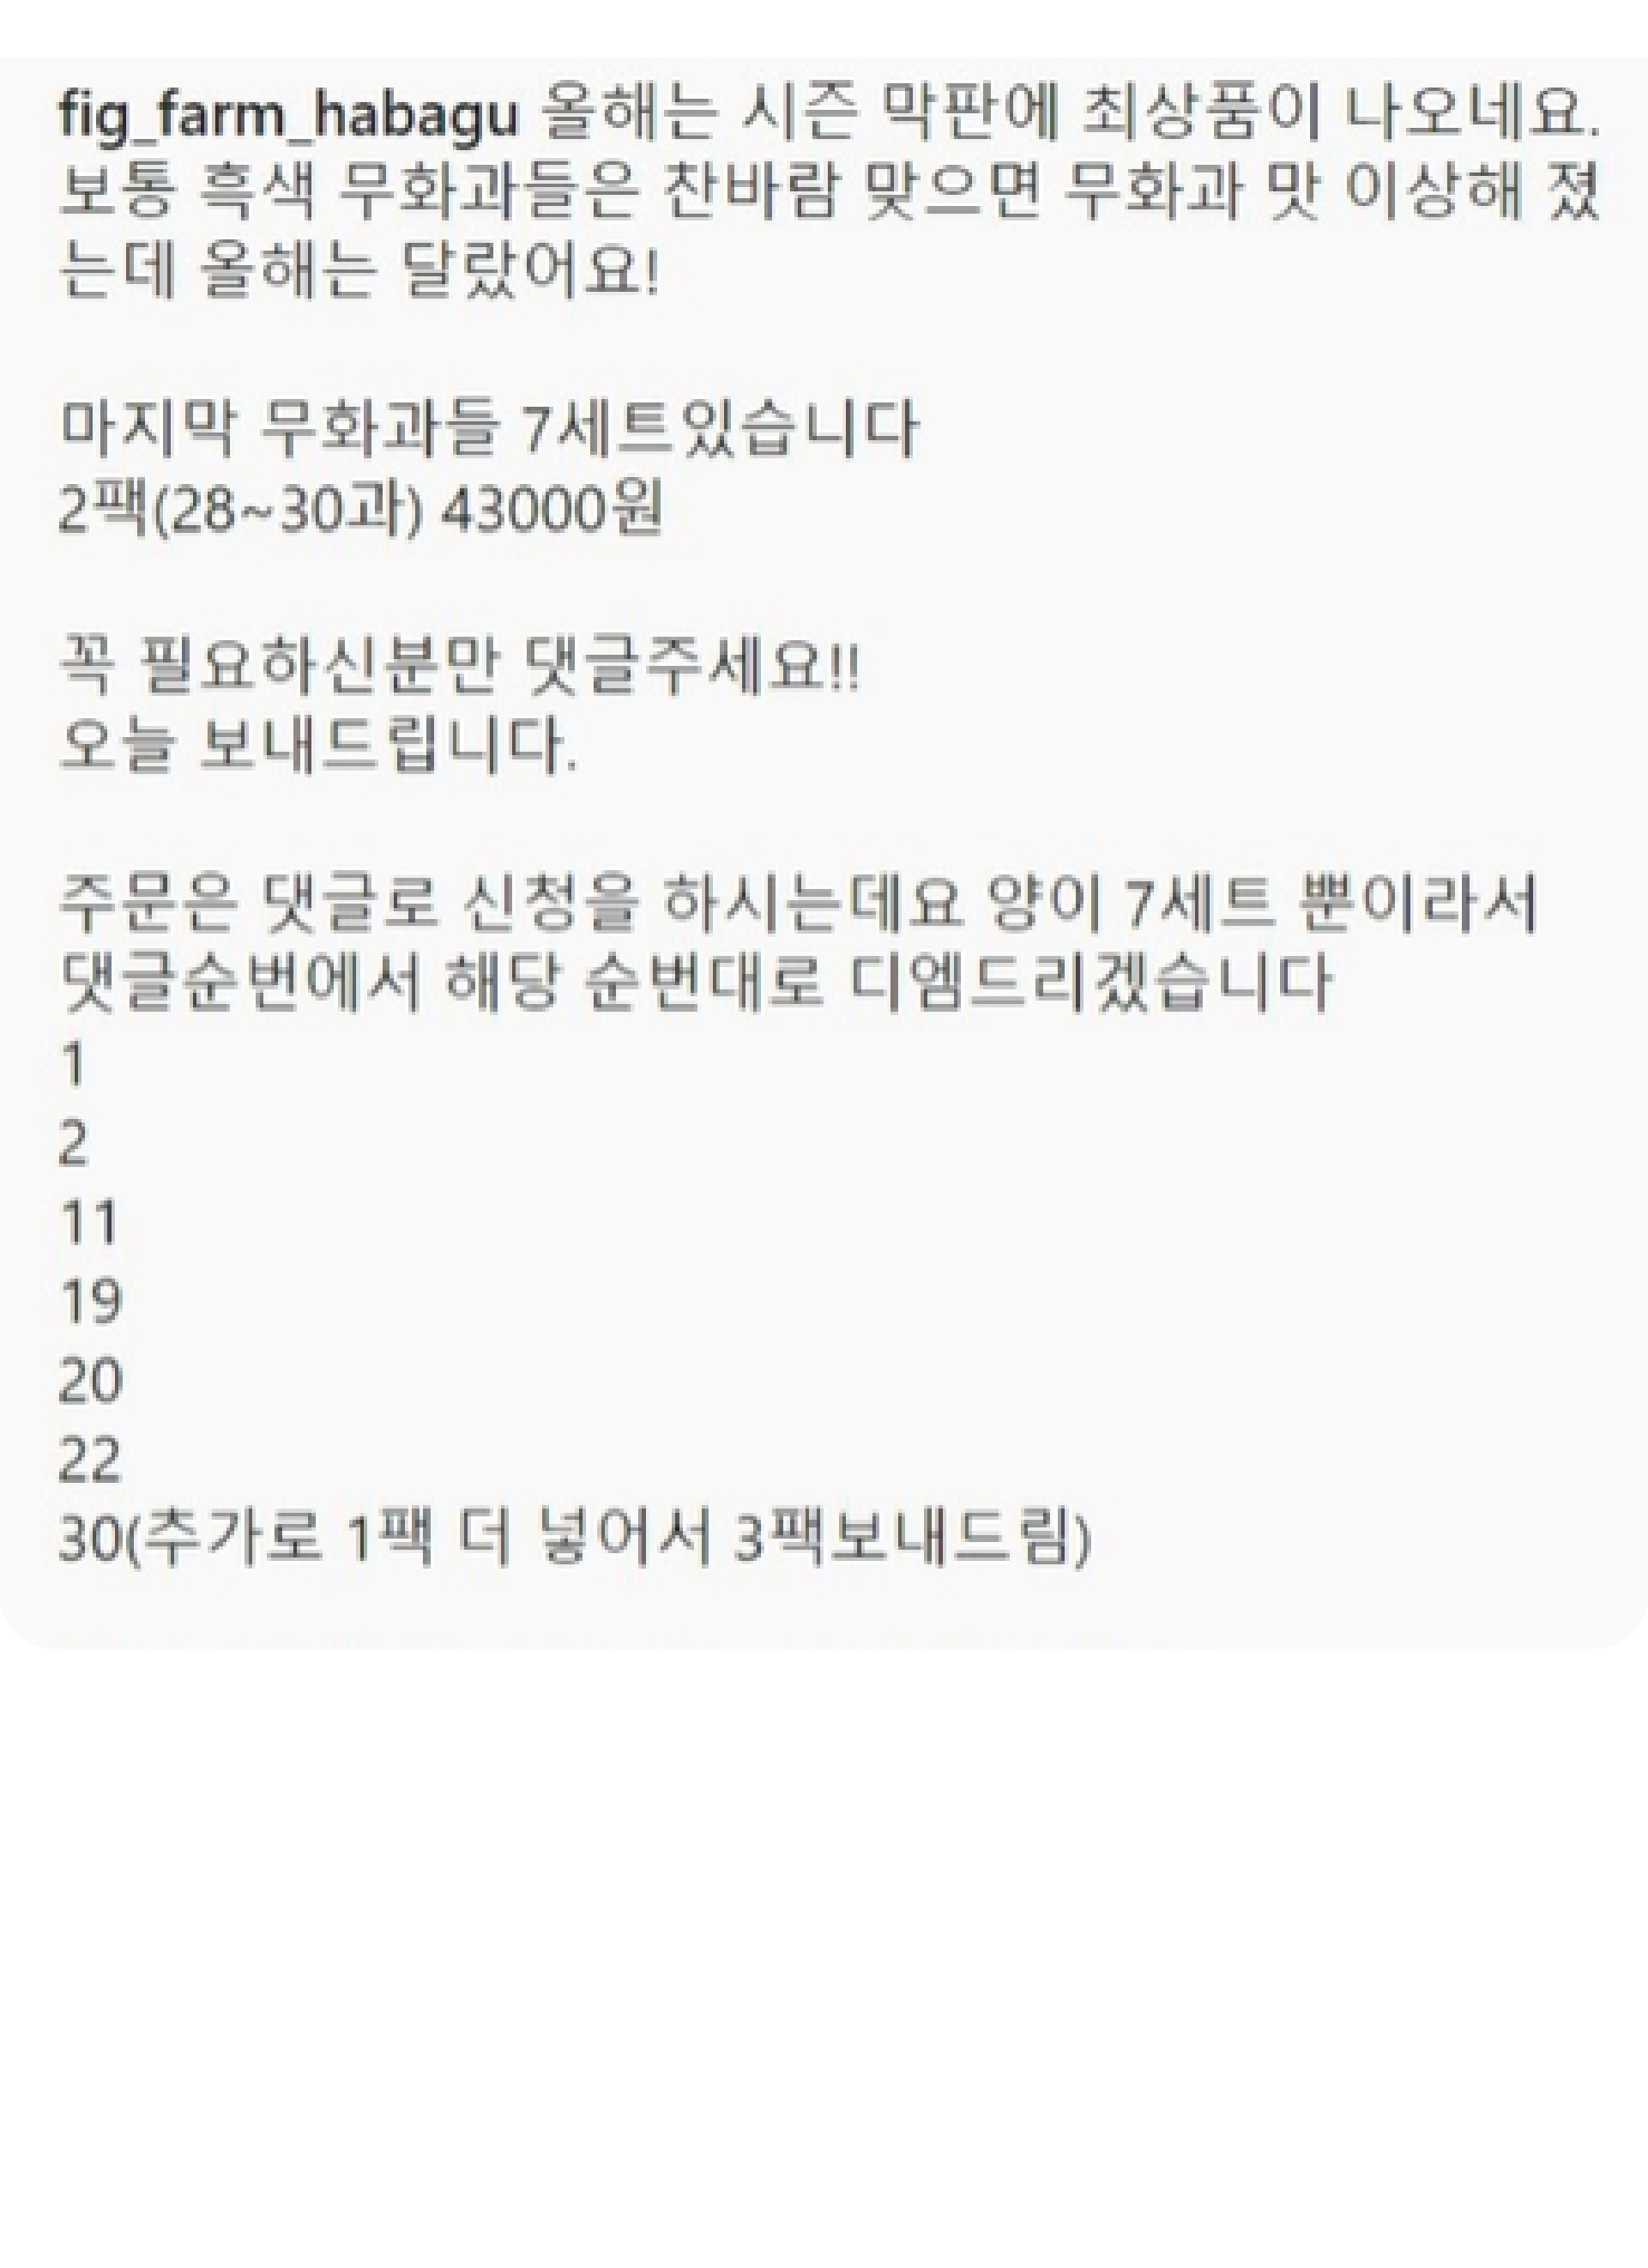 fig_farm_habagu 올해는 시즌 막판에 최상품이 나오네요.
보통 흑색 무화과들은 찬바람 맞으면 무화과 맛 이상해 졌
는데 올해는 달랐어요!
마지막 무화과들 7세트있습니다
2팩(28~30과) 43000원
꼭 필요하신분만 댓글주세요!!
오늘 보내드립니다.
주문은 댓글로 신청을 하시는데요 양이 7세트 뿐이라서
댓글순번에서 해당 순번대로 디엠드리겠습니다
1
2
11
19
20
22
30(추가로 1팩 더 넣어서 3팩보내드림)